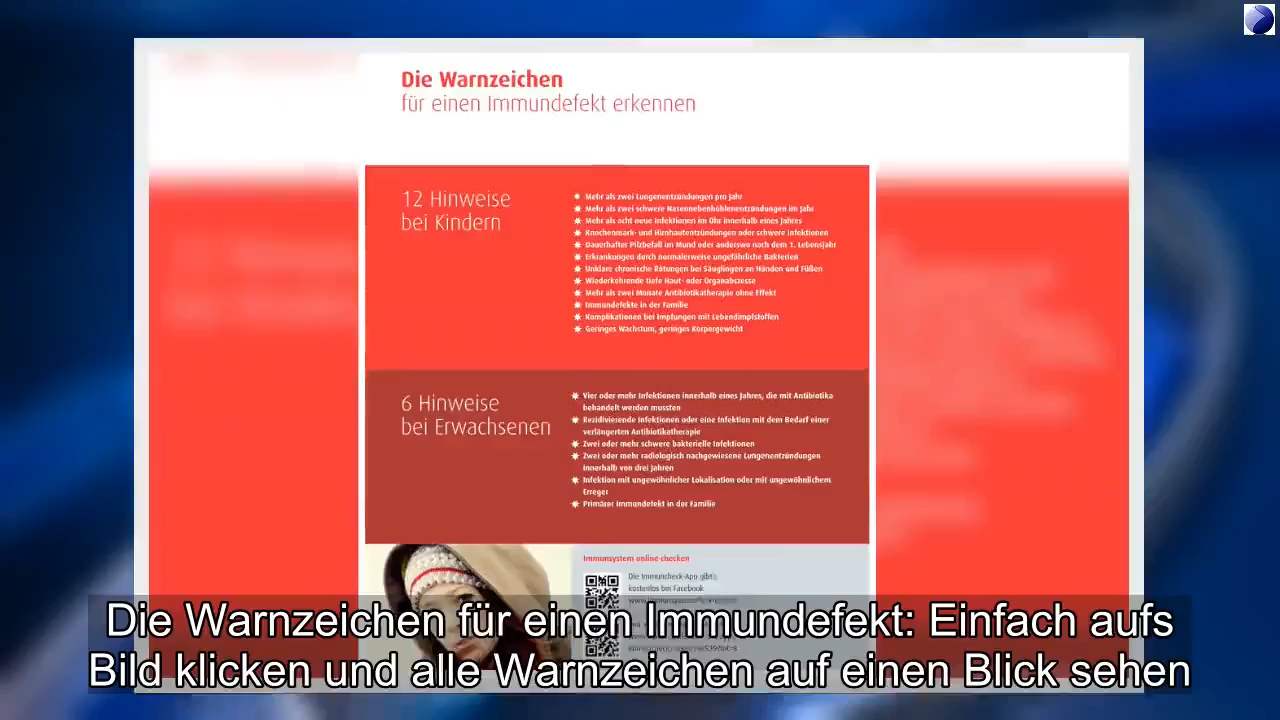 Die Warnzeichen
für einen Immundefekt erkennen
12 Hinweise
bei Kindern
Mehr als zwei Lungenentzündungen pro Jahr
Mehr als zwei schwere Nasennebenhöhlenentzündungen im Jahr
Mehr als acht neue Infektionen im Ohr innerhalb eines Jahres
Knochenmark- und Hirnhautentzündungen oder schwere Infektionen
Dauerhafter Pilzbefall im Mund oder anderswo nach dem 1. Lebensjahr
Erkrankungen durch normalerweise ungefährliche Bakterien
Unklare chronische Rötungen bei Säuglingen an Händen und Füßen
Wiederkehrende tiefe Haut- oder Organabszesse
Mehr als zwei Monate Antibiotikatherapie ohne Effekt
Immundefekte in der Familie
Komplikationen bei Impfungen mit Lebendimpfstoffen
Geringes Wachstum, geringes Körpergewicht
6 Hinweise
bei Erwachsenen
Vier oder mehr Infektionen innerhalb eines Jahres, die mit Antibiotika
behandelt werden mussten
Rezidivierende Infektionen oder eine Infektion mit dem Bedarf einer
verlängerten Antibiotikatherapie
Zwei oder mehr schwere bakterielle Infektionen
Zwei oder mehr radiologisch nachgewiesene Lungenentzündungen
innerhalb von drei Jahren
Infektion mit ungewöhnlicher Lokalisation oder mit ungewöhnlichem
Erreger
Primärer Immundefekt in der Familie
Immunsystem online checken
Die Immuncheck-App gibt
kostenlos bei Facebook
Die Warnzeichen für einen Immundefekt: Einfach aufs
Bild klicken und alle Warnzeichen auf einen Blick sehen